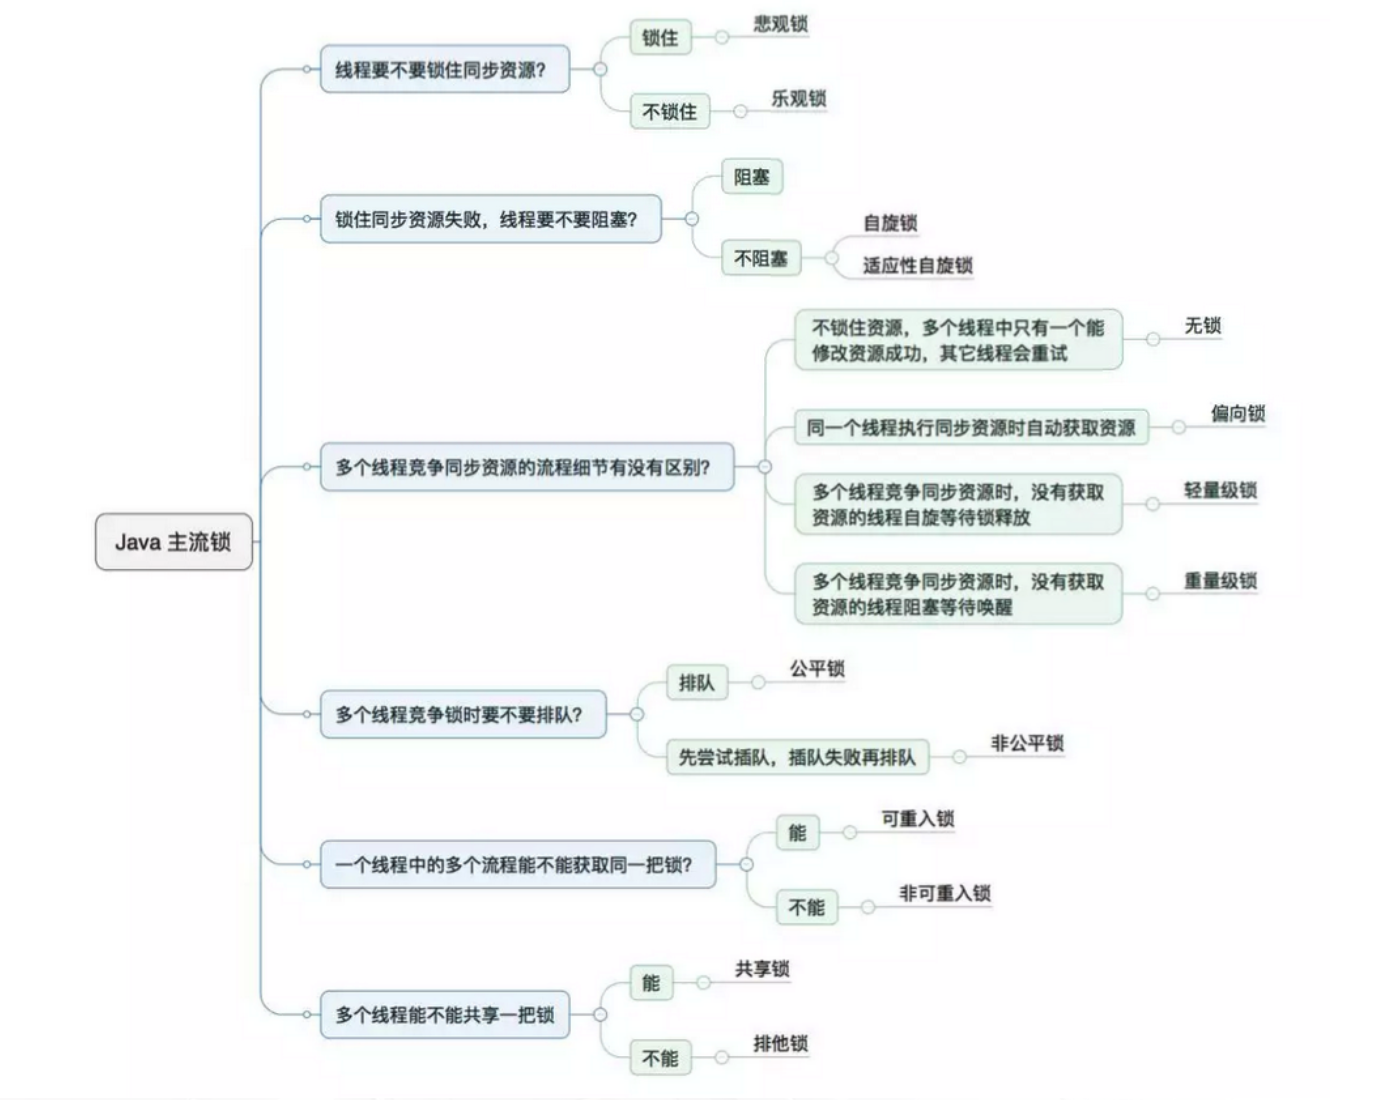 Java 主流锁
线程要不要锁住同步资源？
锁住
悲观锁
不锁住
乐观锁
锁住同步资源失败，线程要不要阻塞？
阻塞
不阻塞
自旋锁
适应性自旋锁
多个线程竞争同步资源的流程细节有没有区别？
不锁住资源，多个线程中只有一个能
修改资源成功，其它线程会重试
无锁
同一个线程执行同步资源时自动获取资源
偏向锁
多个线程竞争同步资源时，没有获取
资源的线程自旋等待锁释放
轻量级锁
多个线程竞争同步资源时，没有获取
资源的线程阻塞等待唤醒
重量级锁
多个线程竞争锁时要不要排队？
排队
公平锁
先尝试插队，插队失败再排队
非公平锁
一个线程中的多个流程能不能获取同一把锁？
能
可重入锁
不能
非可重入锁
多个线程能不能共享一把锁
能
共享锁
不能
排他锁